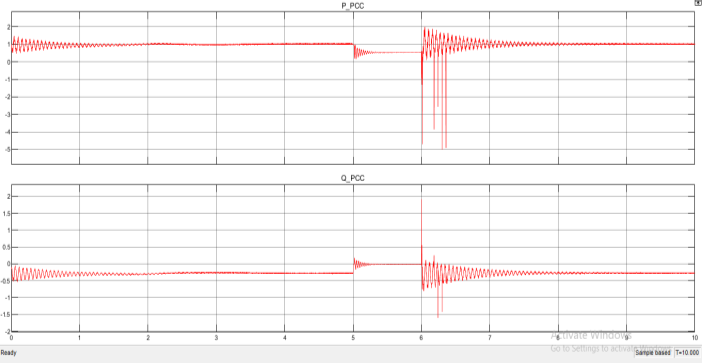 P_PCC
2
1
0
-1
-2
-3
-4
-5
Q_PCC
2
1.5
1
0.5
0
-0.5
-1
-1.5
-2
0 1 2 3 4 5 6 7 8 9 10
Activate Windows
Go to Settings to activate Windows.
Ready Sample based T=10.000